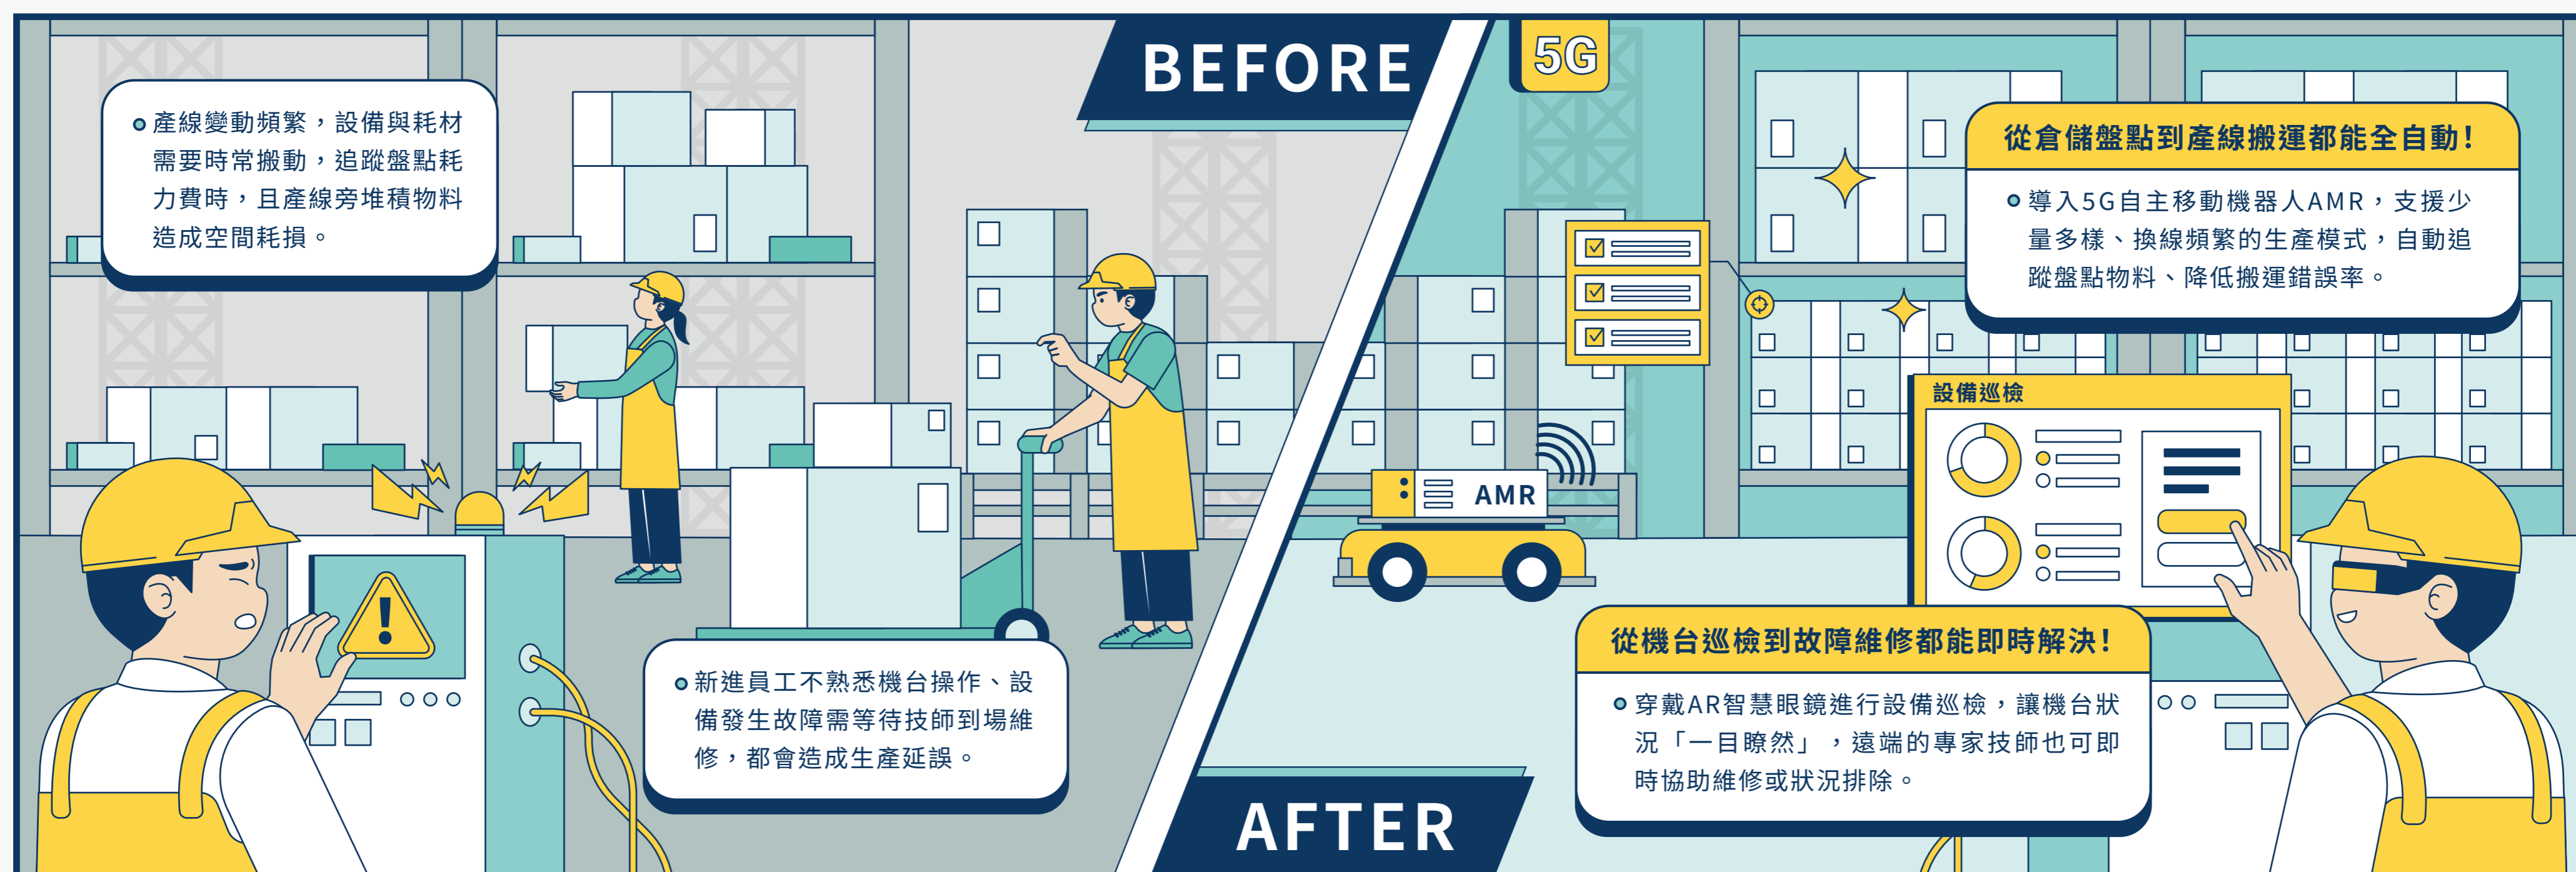 BEFORE
產線變動頻繁，設備與耗材
需要時常搬動，追蹤盤點耗
力費時，且產線旁堆積物料
造成空間耗損。
新進員工不熟悉機台操作、設
備發生故障需等待技師到場維
修，都會造成生產延誤。
5G
從倉儲盤點到產線搬運都能全自動！
導入5G自主移動機器人AMR，支援少
量多樣、換線頻繁的生產模式，自動追
蹤盤點物料、降低搬運錯誤率。
設備巡檢
AMR
從機台巡檢到故障維修都能即時解決！
穿戴AR智慧眼鏡進行設備巡檢，讓機台狀
況「一目瞭然」，遠端的專家技師也可即
時協助維修或狀況排除。
AFTER